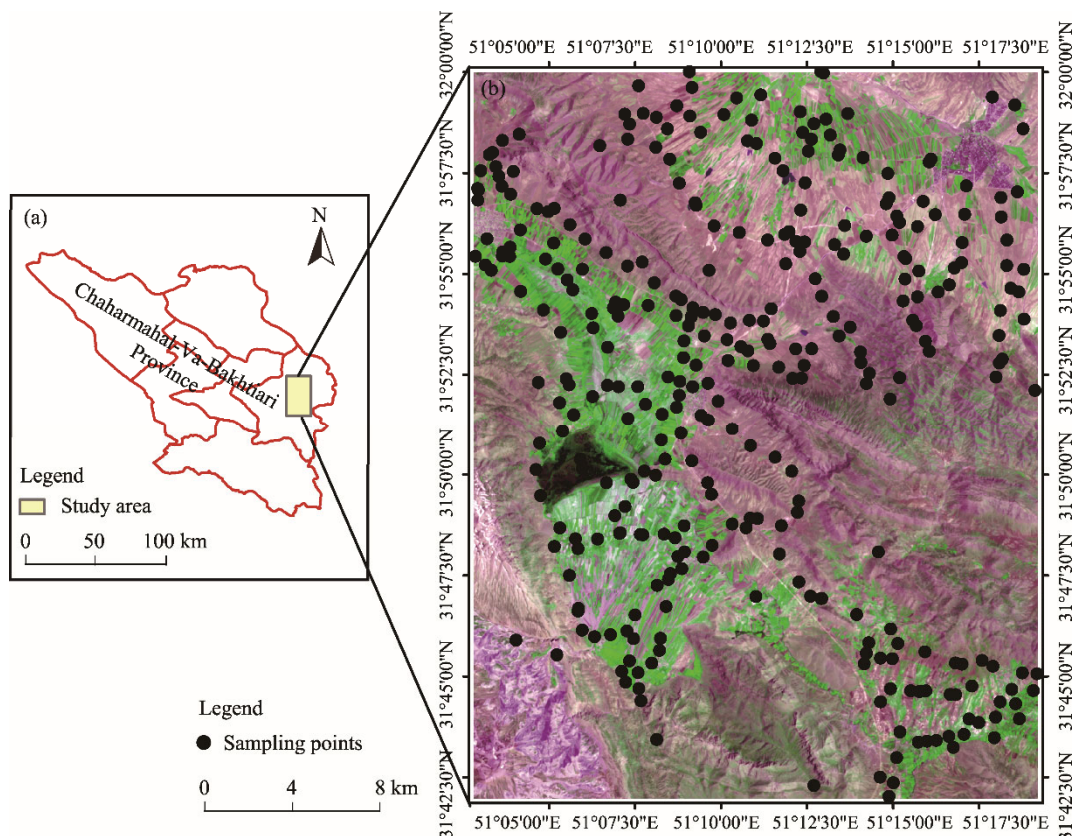 (a)
N
Chaharmahal-Va-Bakhtiari
Province
Legend
Study area
0 50 100 km
Legend
Sampling points
0 4 8 km
(b)
51°05'00"E 51°07'30"E 51°10'00"E 51°12'30"E 51°15'00"E 51°17'30"E
32°00'00"N
31°57'30"N
31°55'00"N
31°52'30"N
31°50'00"N
31°47'30"N
31°45'00"N
31°42'30"N
32°00'00"N
31°57'30"N
31°55'00"N
31°52'30"N
31°50'00"N
31°47'30"N
31°45'00"N
31°42'30"N
51°05'00"E 51°07'30"E 51°10'00"E 51°12'30"E 51°15'00"E 51°17'30"E